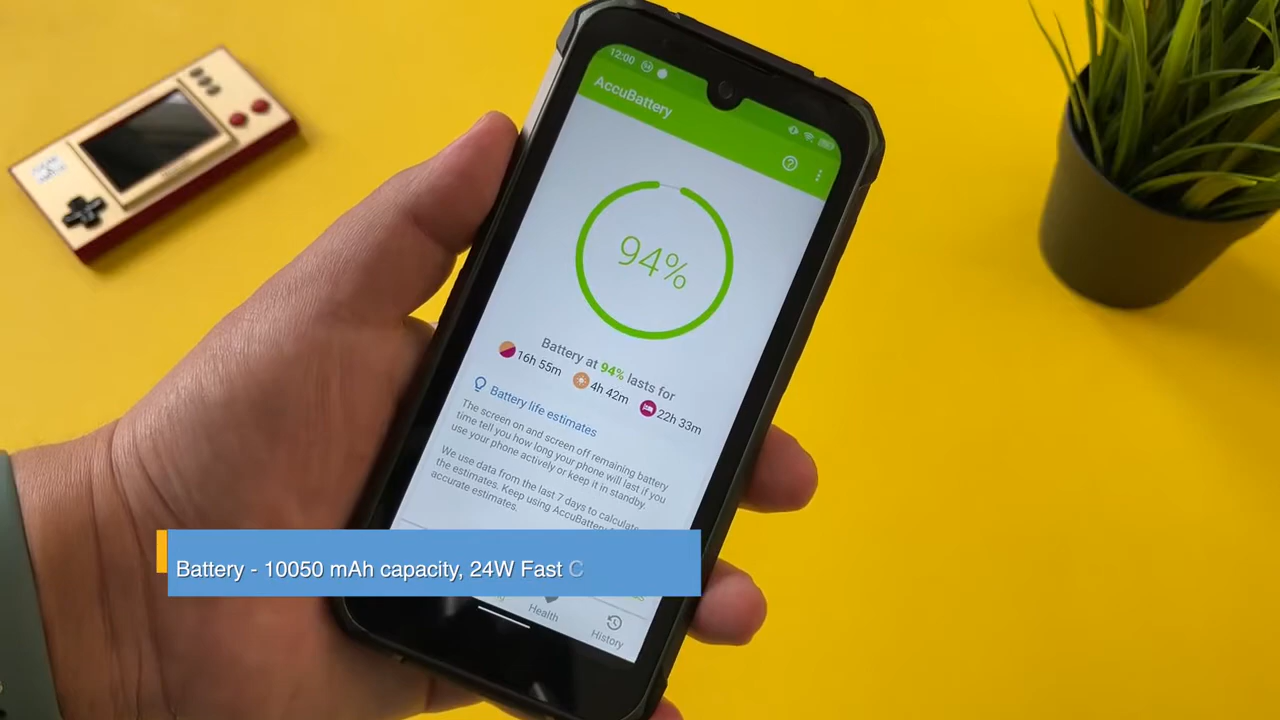 12:00
AccuBattery
94%
Battery at 94% lasts for
16h 55m 4h 42m 22h 33m
Battery life estimates
The screen on and screen off remaining battery
time tell you how long your phone will last if you
use your phone actively or keep it in standby.
We use data from the last 7 days to calculate
the estimates. Keep using AccuBattery
accurate estimates.
Battery - 10050 mAh capacity, 24W Fast C
Health
History